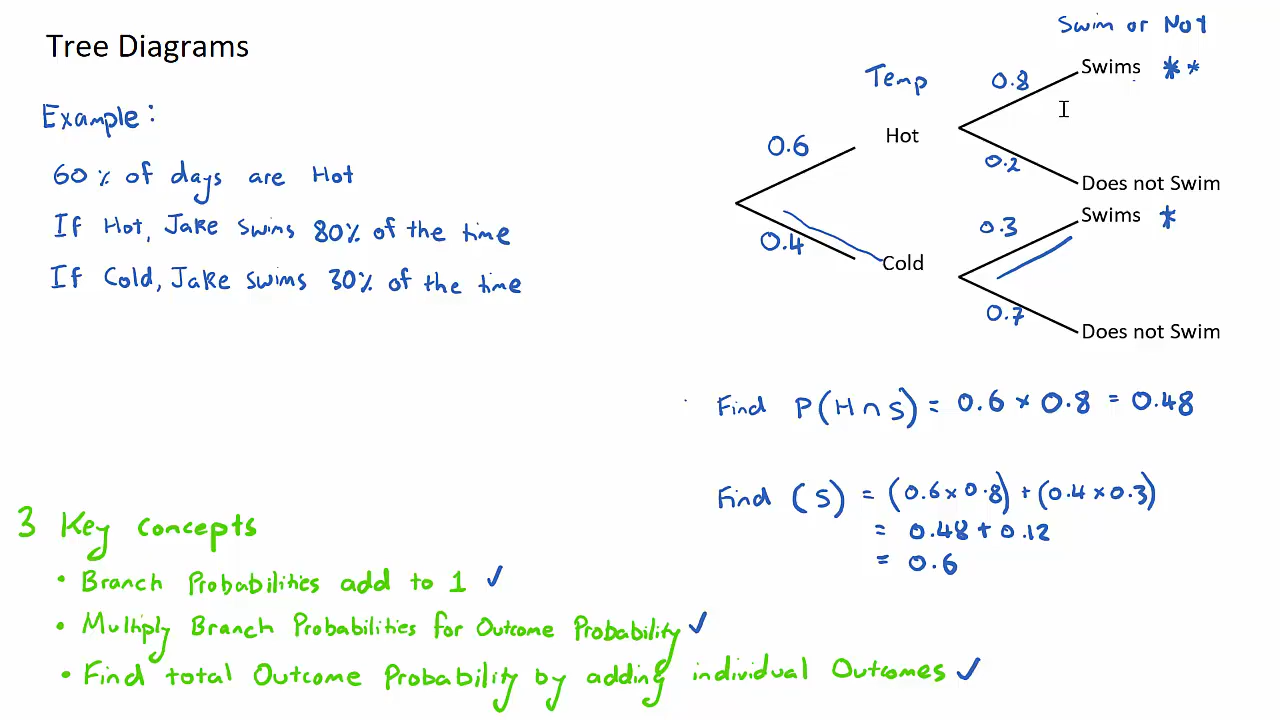 Tree Diagrams
Example:
60% of days are Hot
If Hot, Jake swims 80% of the time
If Cold, Jake swims 30% of the time
3 Key concepts
• Branch Probabilities add to 1 ✓
• Multiply Branch Probabilities for Outcome Probability ✓
• Find total Outcome Probability by adding individual Outcomes ✓
Swim or Not
Temp
0.8
Swims **
0.6
Hot
0.2
Does not Swim
0.3
Swims *
0.4
Cold
0.7
Does not Swim
Find P(H∩S) = 0.6 × 0.8 = 0.48
Find (S) = (0.6×0.8) + (0.4×0.3)
= 0.48 + 0.12
= 0.6